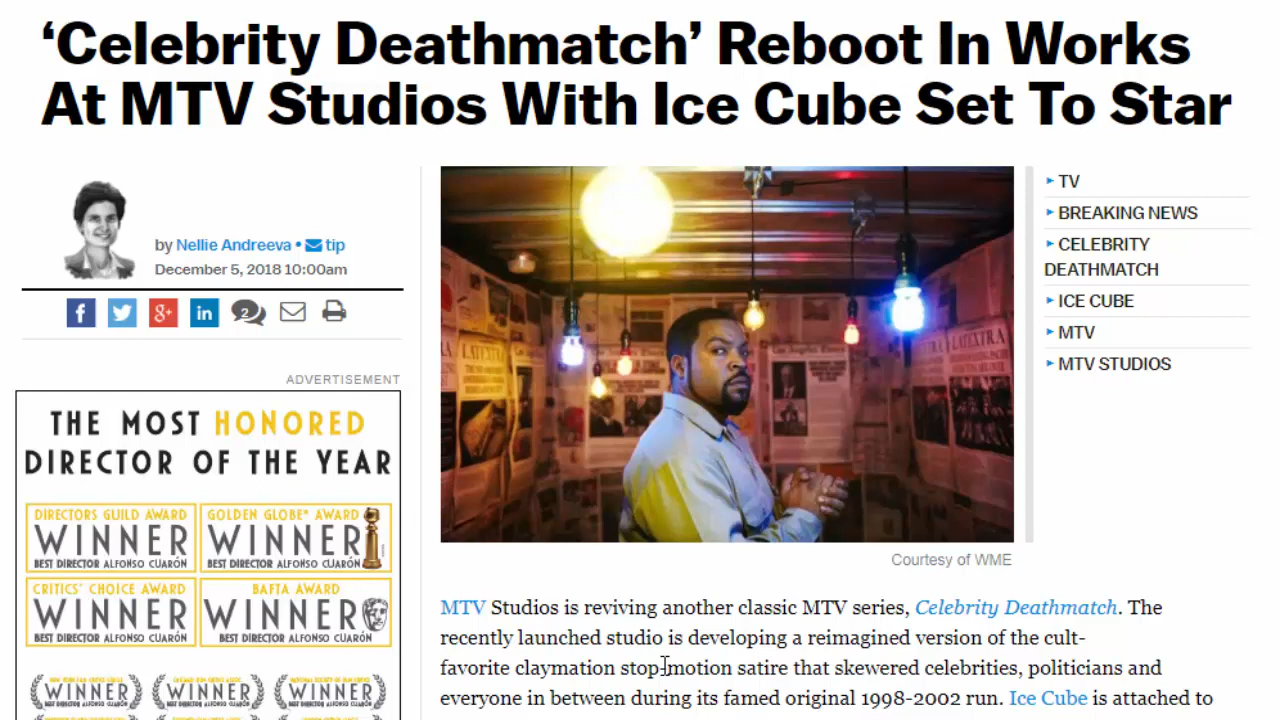 ‘Celebrity Deathmatch’ Reboot In Works
At MTV Studios With Ice Cube Set To Star
by Nellie Andreeva • tip
December 5, 2018 10:00am
f
g+
in
2
ADVERTISEMENT
THE MOST HONORED
DIRECTOR OF THE YEAR
DIRECTORS GUILD AWARD
WINNER
BEST DIRECTOR ALFONSO CUARÓN
GOLDEN GLOBE® AWARD
WINNER
BEST DIRECTOR ALFONSO CUARÓN
CRITICS' CHOICE AWARD
WINNER
BEST DIRECTOR ALFONSO CUARÓN
BAFTA AWARD
WINNER
BEST DIRECTOR ALFONSO CUARÓN
WINNER
WINNER
WINNER
LATEXTRA
LATEXTRA
Courtesy of WME
MTV Studios is reviving another classic MTV series, Celebrity Deathmatch. The
recently launched studio is developing a reimagined version of the cult-
favorite claymation stop-motion satire that skewered celebrities, politicians and
everyone in between during its famed original 1998-2002 run. Ice Cube is attached to
TV
BREAKING NEWS
CELEBRITY
DEATHMATCH
ICE CUBE
MTV
MTV STUDIOS